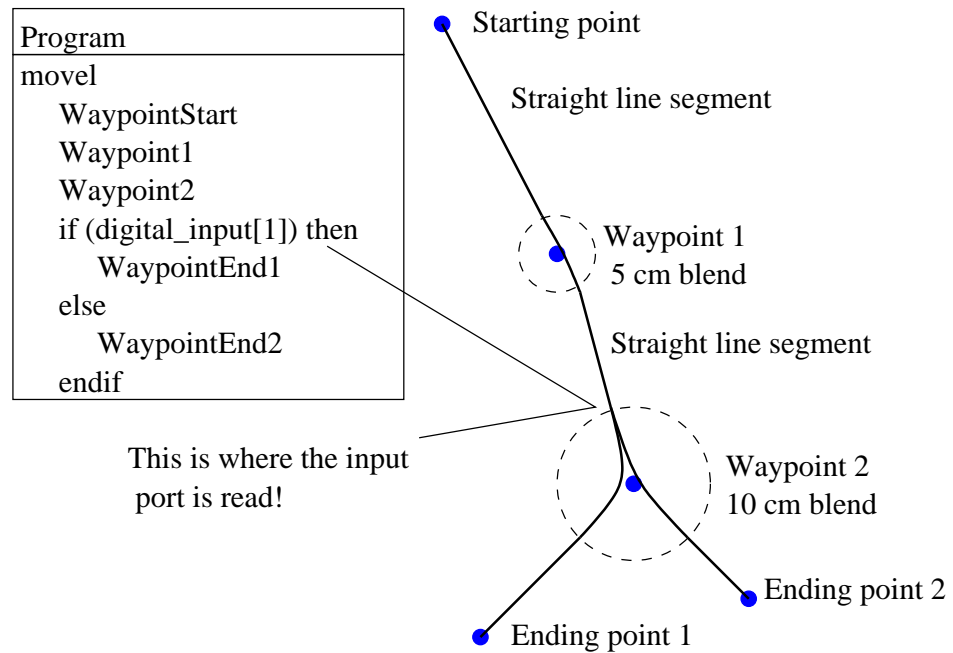 Program
movel
WaypointStart
Waypoint1
Waypoint2
if (digital_input[1]) then
WaypointEnd1
else
WaypointEnd2
endif
This is where the input
port is read!
Starting point
Straight line segment
Waypoint 1
5 cm blend
Straight line segment
Waypoint 2
10 cm blend
Ending point 2
Ending point 1